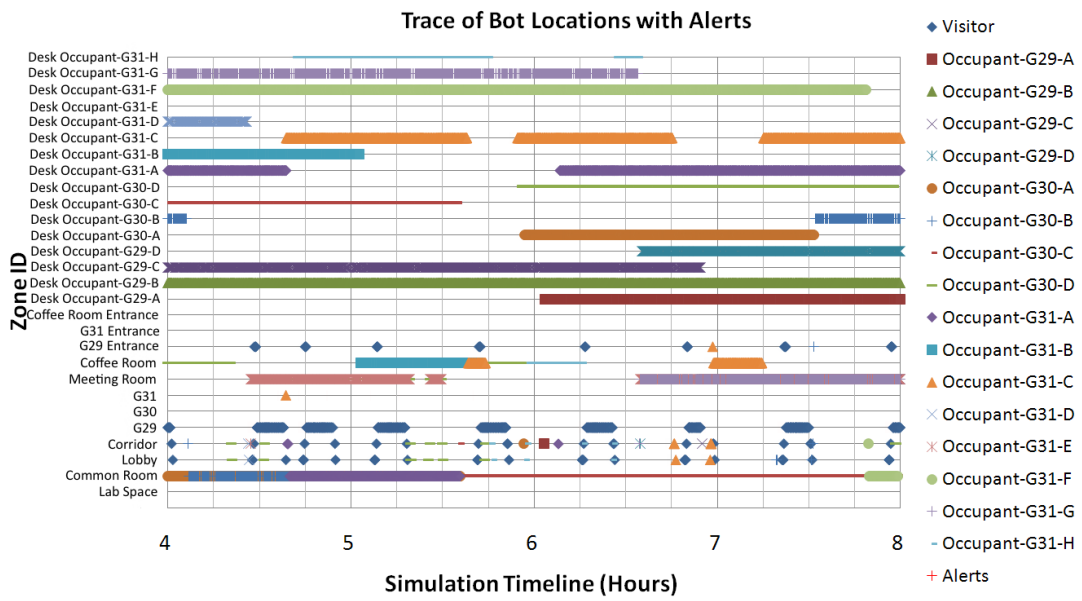 Trace of Bot Locations with Alerts
Zone ID
Desk Occupant-G31-H
Desk Occupant-G31-G
Desk Occupant-G31-F
Desk Occupant-G31-E
Desk Occupant-G31-D
Desk Occupant-G31-C
Desk Occupant-G31-B
Desk Occupant-G31-A
Desk Occupant-G30-D
Desk Occupant-G30-C
Desk Occupant-G30-B
Desk Occupant-G30-A
Desk Occupant-G29-D
Desk Occupant-G29-C
Desk Occupant-G29-B
Desk Occupant-G29-A
Coffee Room Entrance
G31 Entrance
G29 Entrance
Coffee Room
Meeting Room
G31
G30
G29
Corridor
Lobby
Common Room
Lab Space
4 5 6 7 8
Simulation Timeline (Hours)
Visitor
Occupant-G29-A
Occupant-G29-B
Occupant-G29-C
Occupant-G29-D
Occupant-G30-A
Occupant-G30-B
Occupant-G30-C
Occupant-G30-D
Occupant-G31-A
Occupant-G31-B
Occupant-G31-C
Occupant-G31-D
Occupant-G31-E
Occupant-G31-F
Occupant-G31-G
Occupant-G31-H
Alerts